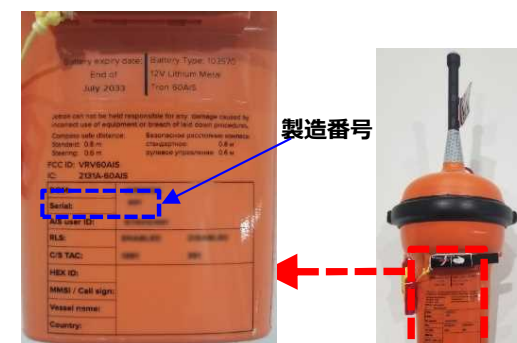 Battery expiry date:
End of
July 2033
Battery Type: 103570
12V Lithium Metal
Tron 60AIS
Jotron can not be held responsible for any damage caused by
incorrect use of equipment or breach of laid down procedures.
Compass safe distance:
Standard: 0.8 m
Steering: 0.6 m
Безопасное расстояние компаса
стандартное: 0.8 м
рулевое управление 0.6 м
FCC ID: VRV60AIS
IC: 2131A-60AIS
Serial:
AIS user ID:
RLS:
C/S TAC:
HEX ID:
MMSI / Call sign:
Vessel name:
Country:
製造番号